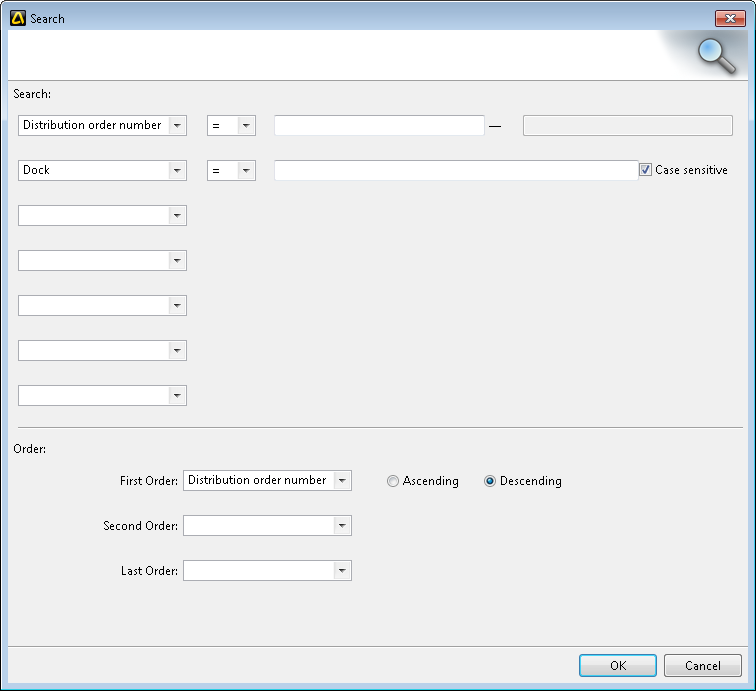 Search
Search:
Distribution order number = —
Dock = Case sensitive
Order:
First Order: Distribution order number Ascending Descending
Second Order:
Last Order:
OK Cancel